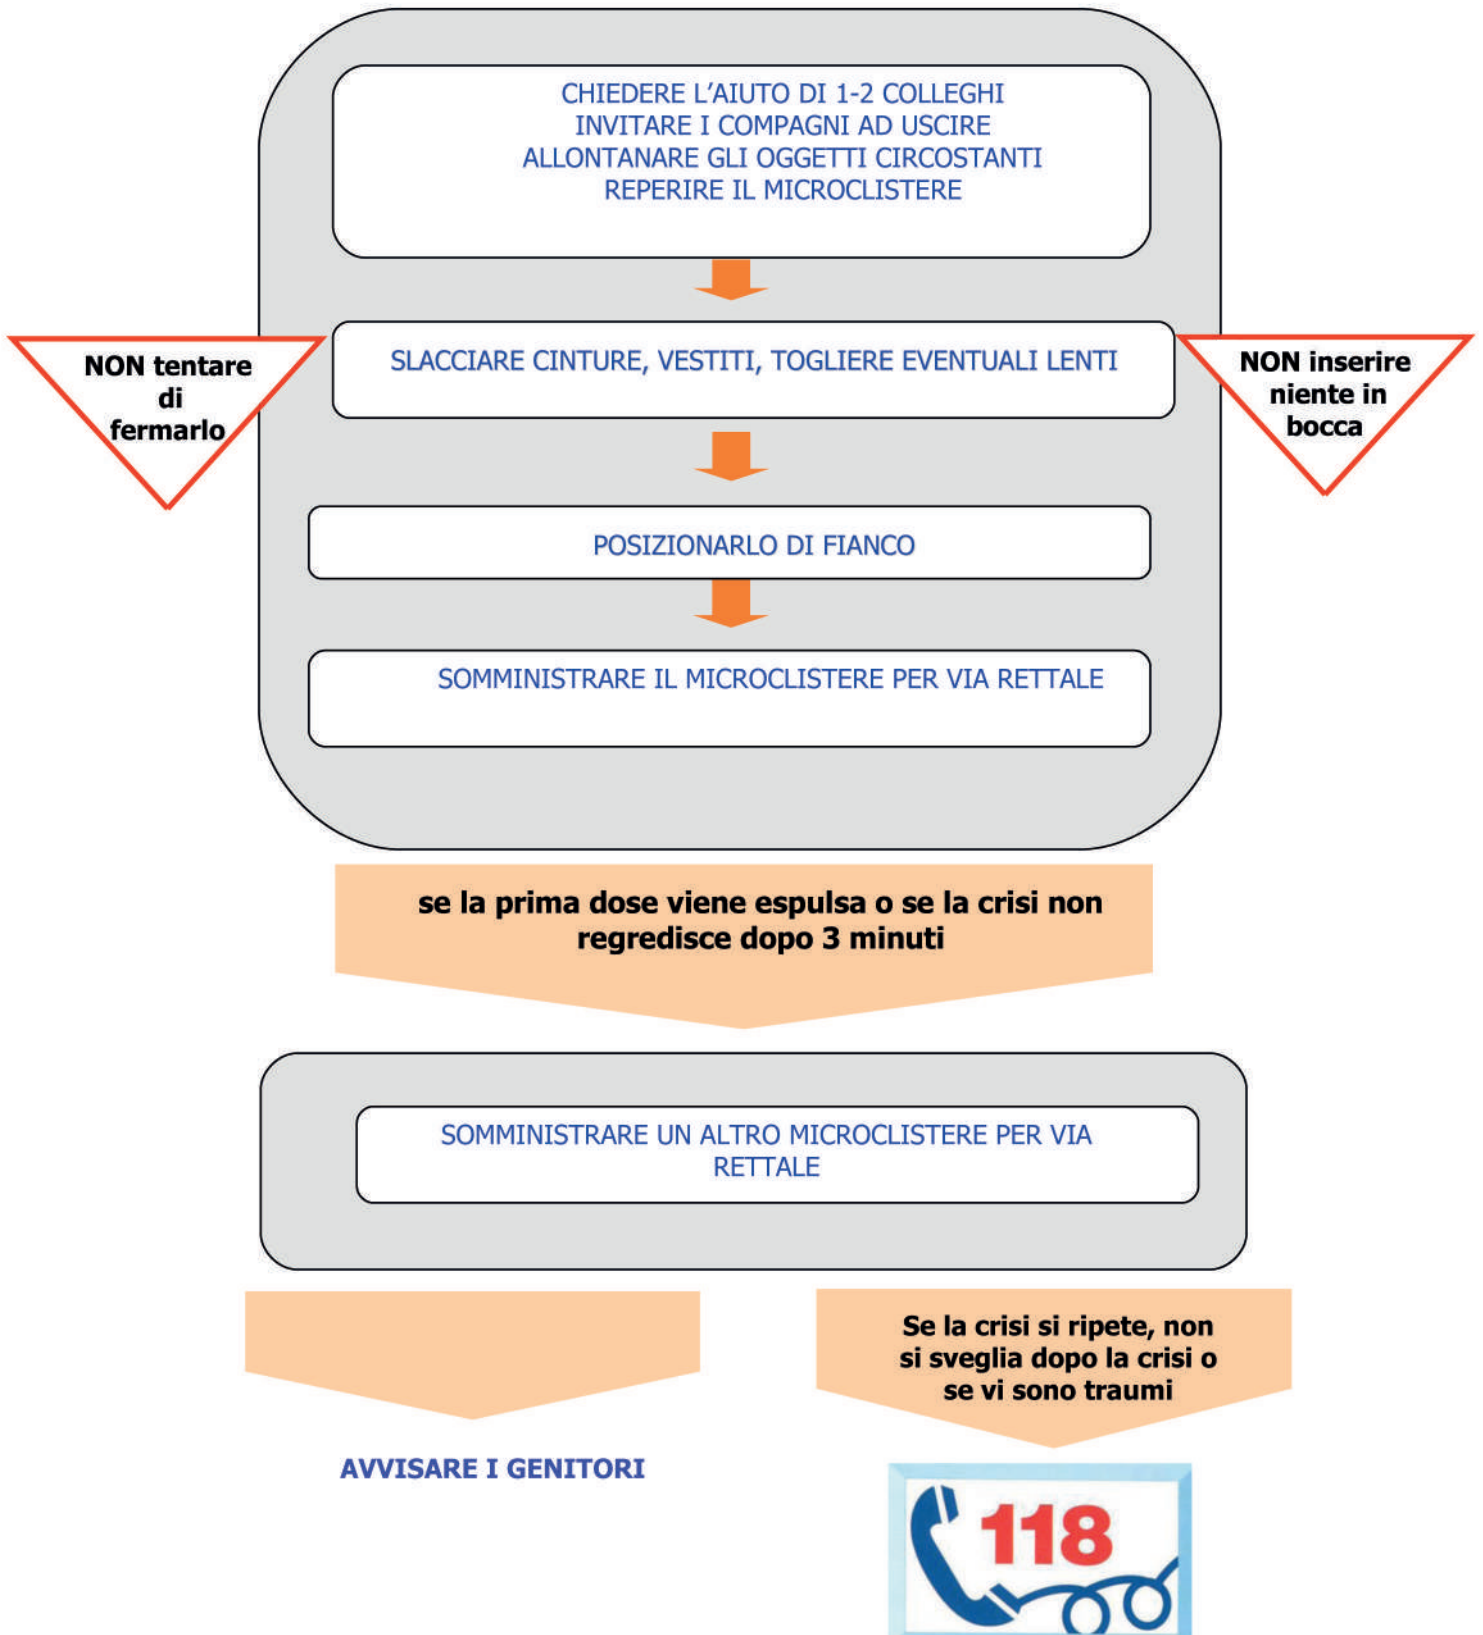 CHIEDERE L'AIUTO DI 1-2 COLLEGHI
INVITARE I COMPAGNI AD USCIRE
ALLONTANARE GLI OGGETTI CIRCOSTANTI
REPERIRE IL MICROCLISTERE
NON tentare
di
fermarlo
SLACCIARE CINTURE, VESTITI, TOGLIERE EVENTUALI LENTI
NON inserire
niente in
bocca
POSIZIONARLO DI FIANCO
SOMMINISTRARE IL MICROCLISTERE PER VIA RETTALE
se la prima dose viene espulsa o se la crisi non
regredisce dopo 3 minuti
SOMMINISTRARE UN ALTRO MICROCLISTERE PER VIA
RETTALE
Se la crisi si ripete, non
si sveglia dopo la crisi o
se vi sono traumi
AVVISARE I GENITORI
118